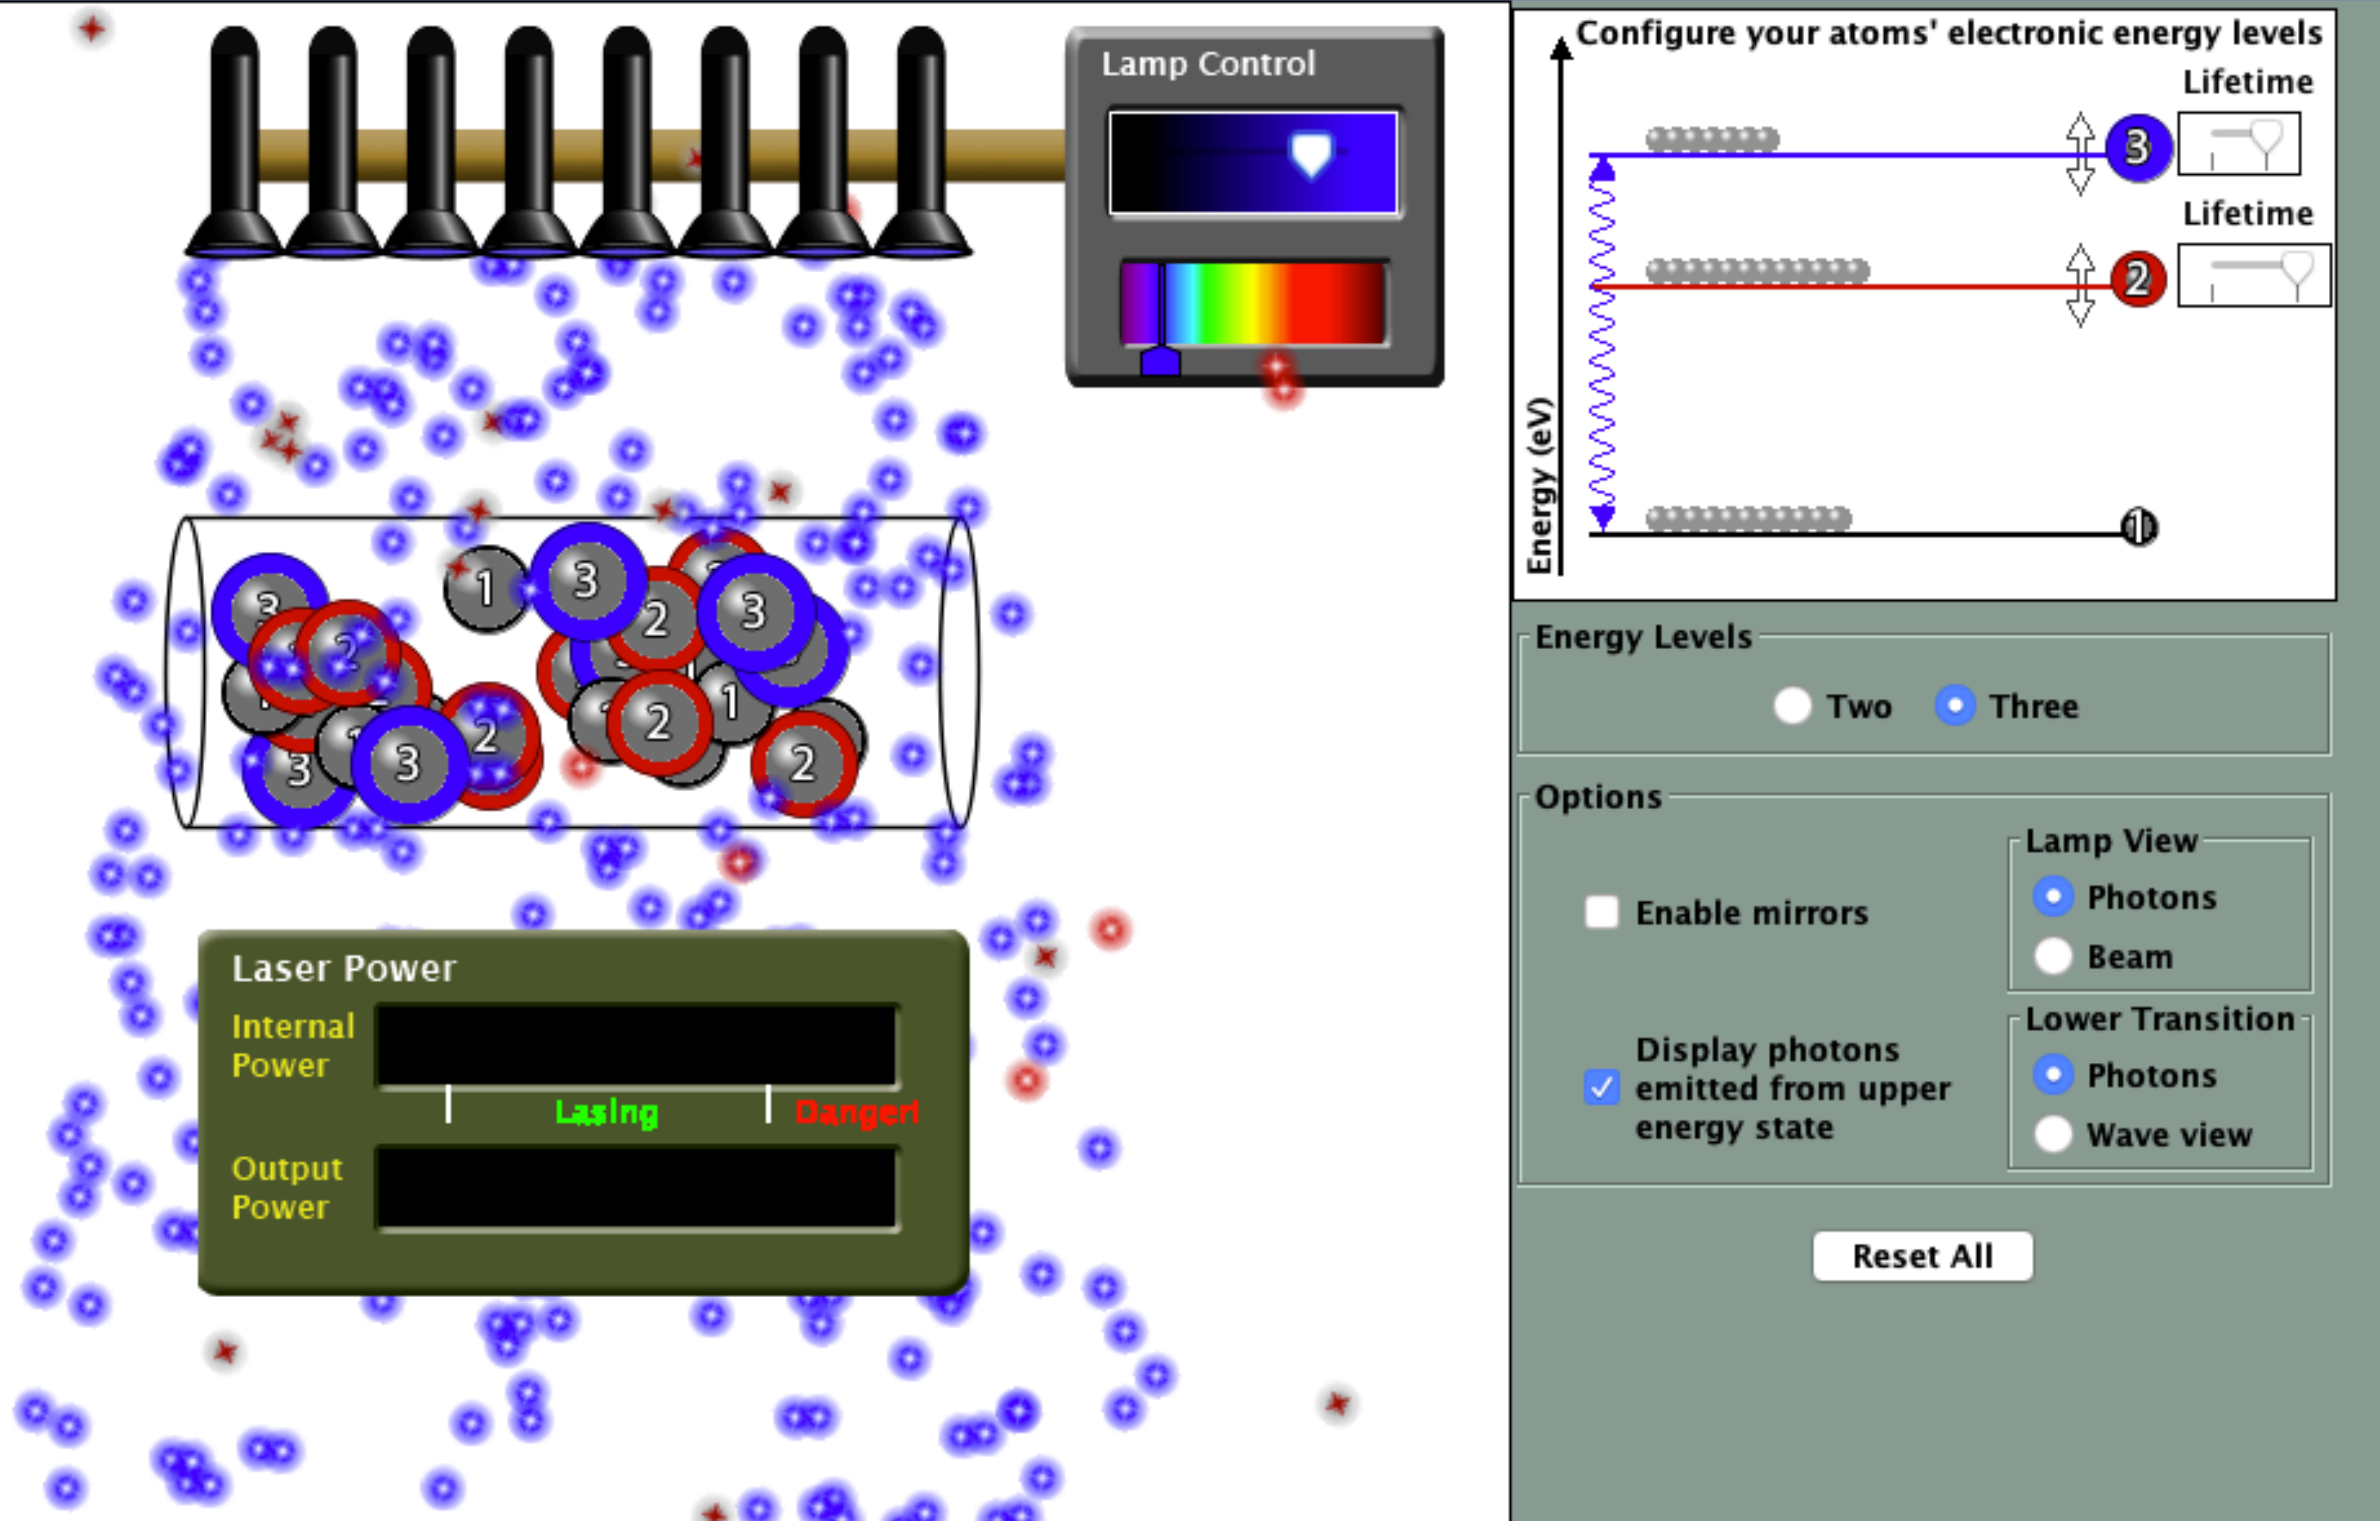 Configure your atoms' electronic energy levels
Lamp Control
Lifetime
3
Lifetime
2
Energy (eV)
1
3
1
3
2
3
2
1
2
1
2
3
3
2
2
Energy Levels
Two
Three
Options
Lamp View
Enable mirrors
Photons
Beam
Lower Transition
Display photons
emitted from upper
energy state
Photons
Wave view
Reset All
Laser Power
Internal
Power
Lasing
Danger!
Output
Power